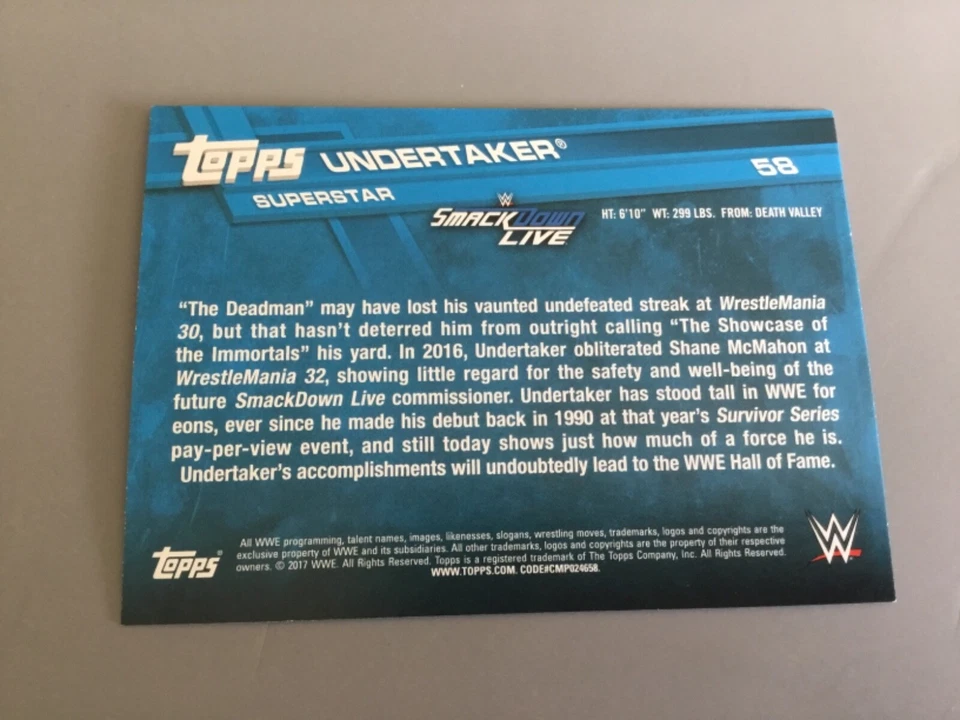 topps UNDERTAKER®
58
SUPERSTAR
W
SMACKDOWN
LIVE
HT: 6'10" WT: 299 LBS. FROM: DEATH VALLEY
"The Deadman" may have lost his vaunted undefeated streak at WrestleMania
30, but that hasn't deterred him from outright calling "The Showcase of
the Immortals" his yard. In 2016, Undertaker obliterated Shane McMahon at
WrestleMania 32, showing little regard for the safety and well-being of the
future SmackDown Live commissioner. Undertaker has stood tall in WWE for
eons, ever since he made his debut back in 1990 at that year's Survivor Series
pay-per-view event, and still today shows just how much of a force he is.
Undertaker's accomplishments will undoubtedly lead to the WWE Hall of Fame.
topps®
All WWE programming, talent names, images, likenesses, slogans, wrestling moves, trademarks, logos and copyrights are the
exclusive property of WWE and its subsidiaries. All other trademarks, logos and copyrights are the property of their respective
owners. © 2017 WWE. All Rights Reserved. Topps is a registered trademark of The Topps Company, Inc. All Rights Reserved.
WWW.TOPPS.COM. CODE#CMP024658.
W